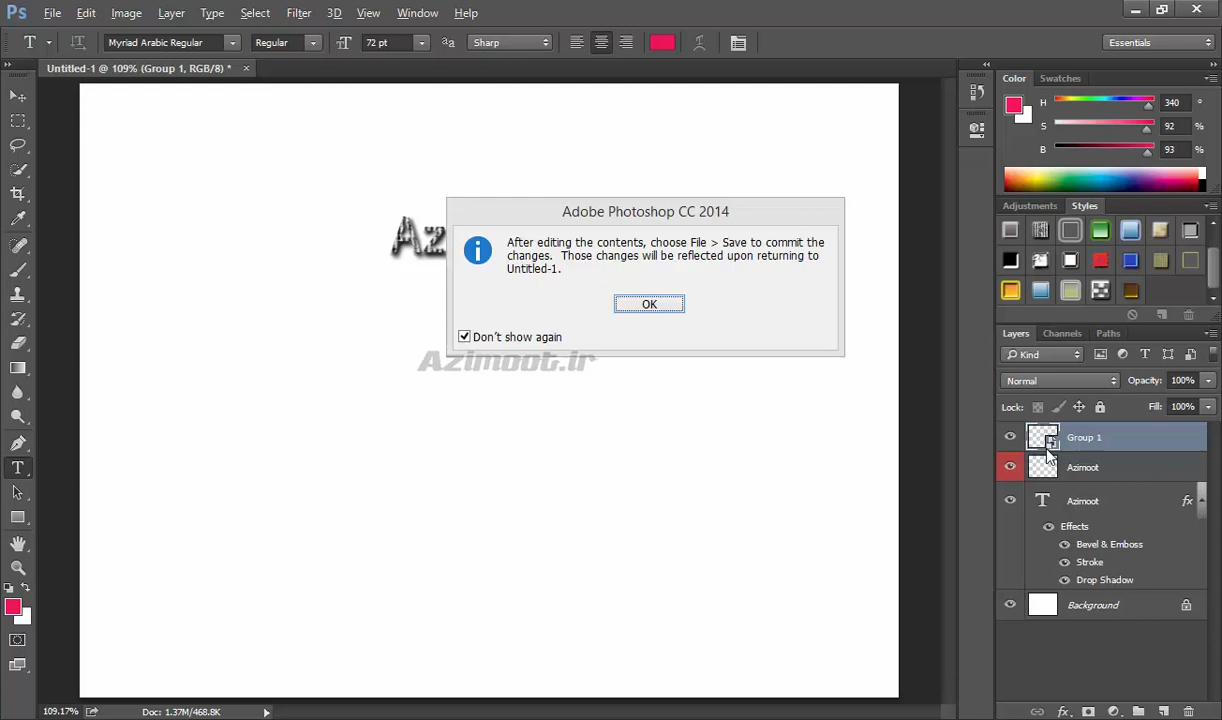 Ps File Edit Image Layer Type Select Filter 3D View Window Help
T Myriad Arabic Regular Regular 72 pt aa Sharp Essentials
Untitled-1 @ 109% (Group 1, RGB/8) * ×
Color Swatches
H 340 °
S 92 %
B 93 %
Adjustments Styles
Az
Adobe Photoshop CC 2014
After editing the contents, choose File > Save to commit the
changes. Those changes will be reflected upon returning to
Untitled-1.
OK
Don't show again
Azimoot.ir
Layers Channels Paths
Kind
Normal Opacity: 100%
Lock: Fill: 100%
Group 1
Azimoot
T Azimoot fx
Effects
Bevel & Emboss
Stroke
Drop Shadow
Background
109.17% Doc: 1.37M/468.8K